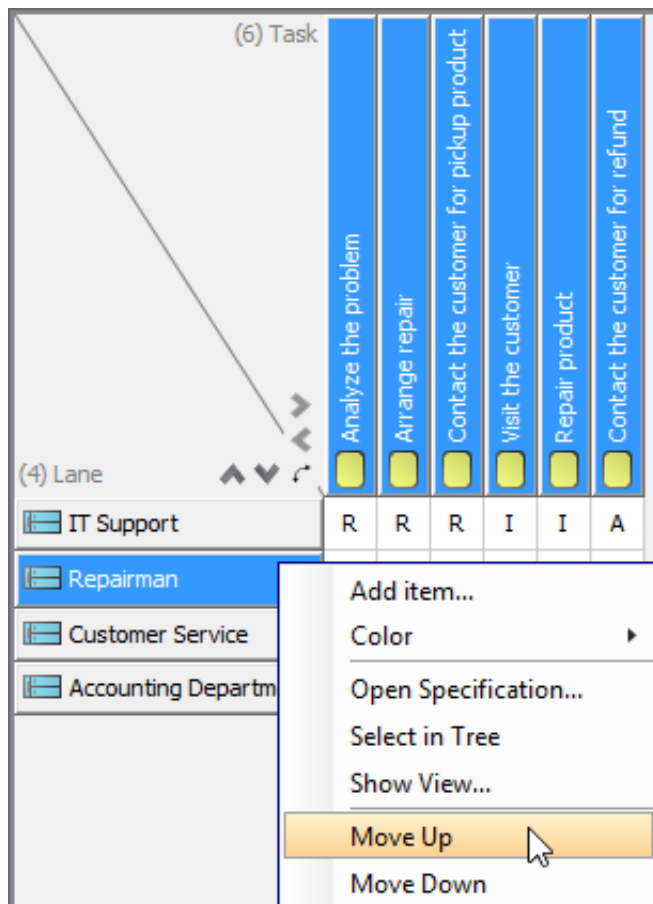 (6) Task
Analyze the problem
Arrange repair
Contact the customer for pickup product
Visit the customer
Repair product
Contact the customer for refund
(4) Lane
IT Support R R R I I A
Repairman
Customer Service
Accounting Departm
Add item...
Color
Open Specification...
Select in Tree
Show View...
Move Up
Move Down